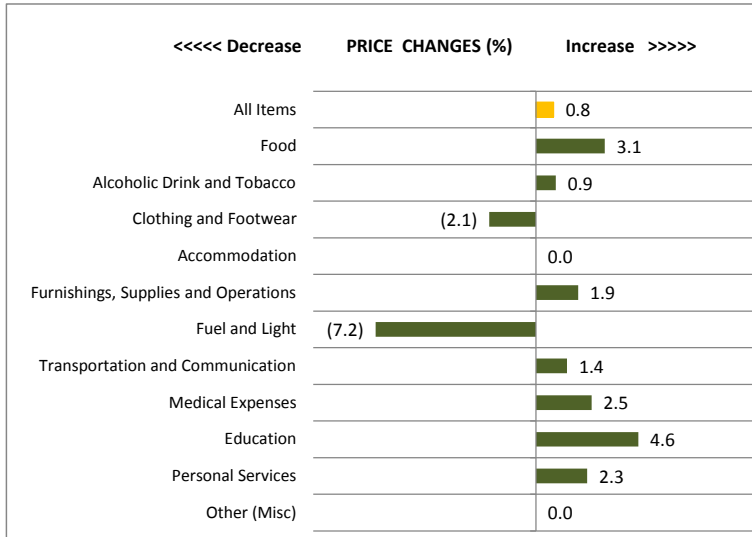 <<<<< Decrease PRICE CHANGES (%) Increase >>>>>
All Items 0.8
Food 3.1
Alcoholic Drink and Tobacco 0.9
Clothing and Footwear (2.1)
Accommodation 0.0
Furnishings, Supplies and Operations 1.9
Fuel and Light (7.2)
Transportation and Communication 1.4
Medical Expenses 2.5
Education 4.6
Personal Services 2.3
Other (Misc) 0.0